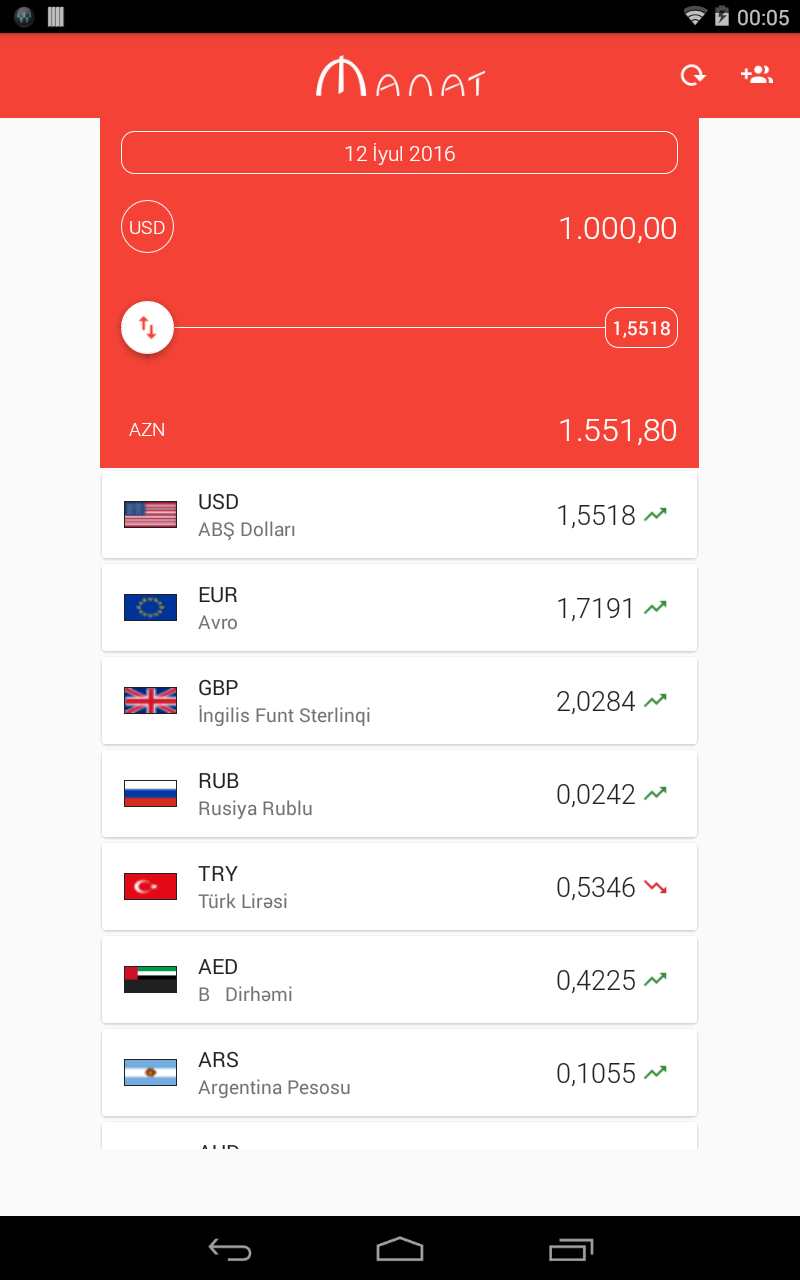 00:05
MANAT
12 İyul 2016
USD
1.000,00
1,5518
AZN
1.551,80
USD
ABŞ Dolları
1,5518
EUR
Avro
1,7191
GBP
İngilis Funt Sterlinqi
2,0284
RUB
Rusiya Rublu
0,0242
TRY
Türk Lirəsi
0,5346
AED
B Dirhəmi
0,4225
ARS
Argentina Pesosu
0,1055